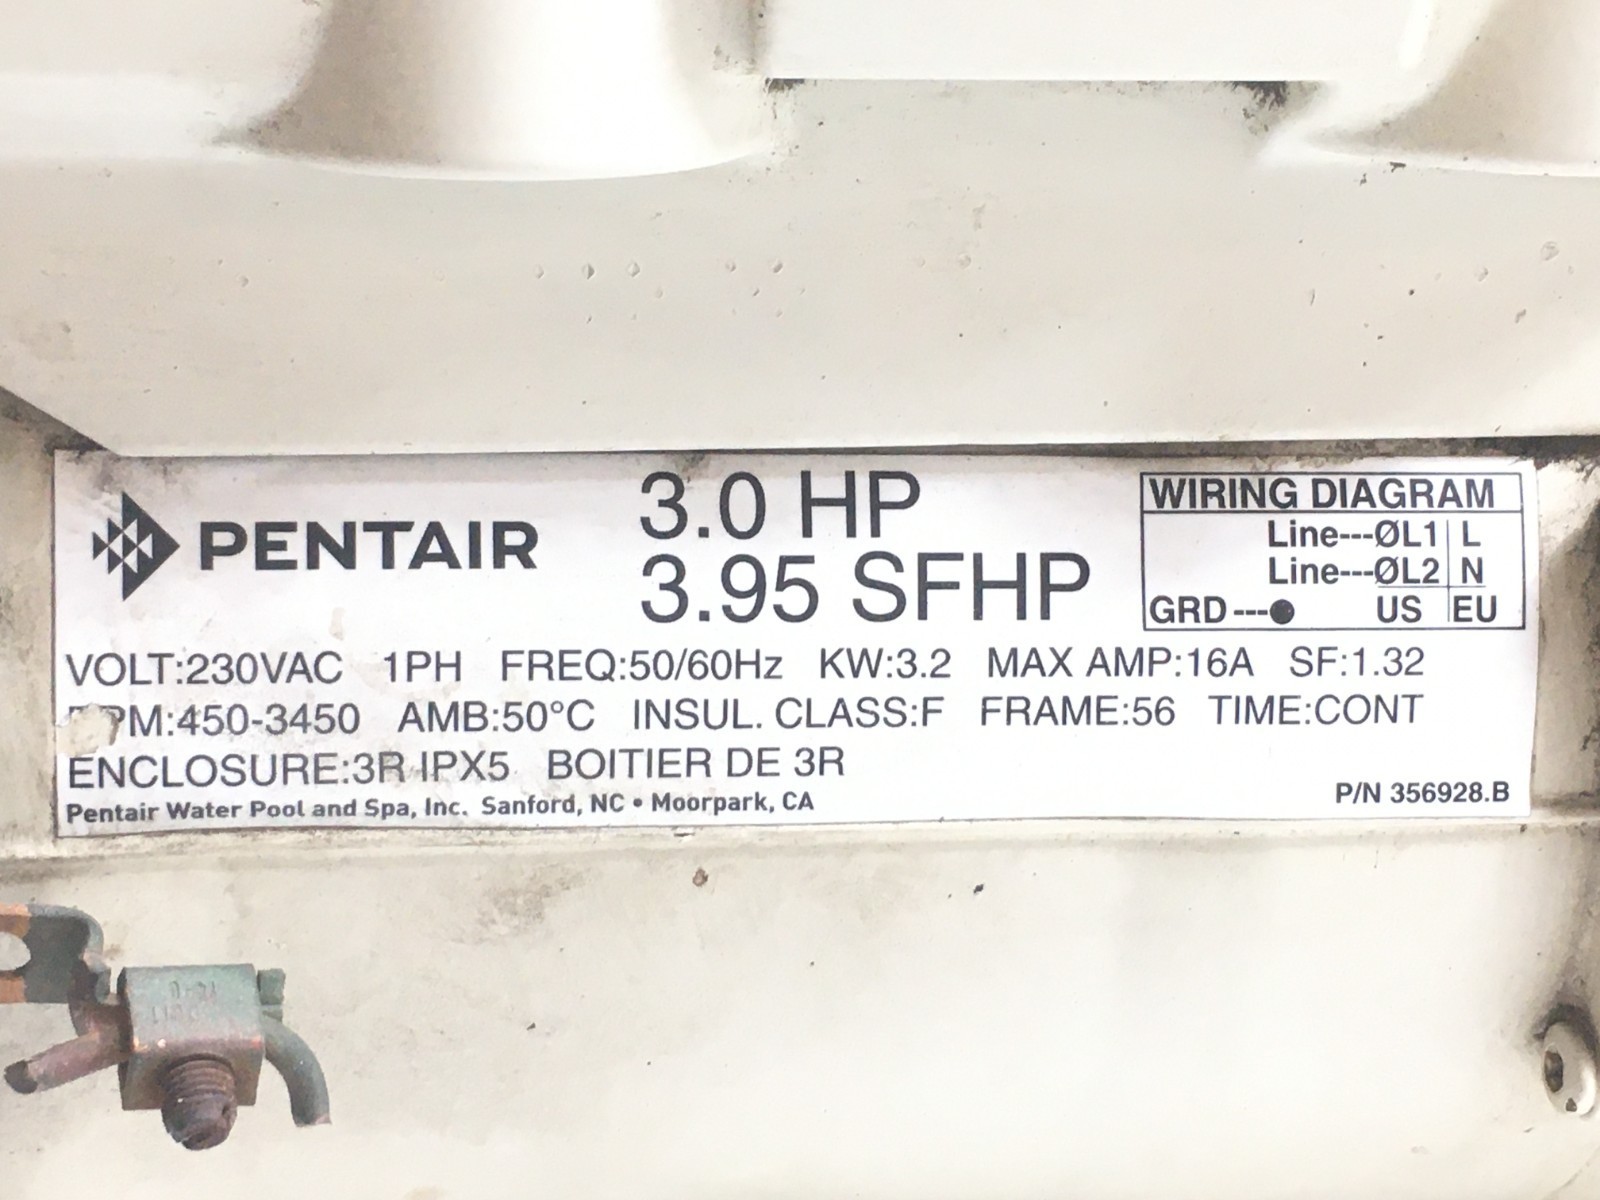 PENTAIR
3.0 HP
3.95 SFHP
WIRING DIAGRAM
Line---ØL1 L
Line---ØL2 N
GRD---● US EU
VOLT:230VAC 1PH FREQ:50/60Hz KW:3.2 MAX AMP:16A SF:1.32
RPM:450-3450 AMB:50°C INSUL. CLASS:F FRAME:56 TIME:CONT
ENCLOSURE:3R IPX5 BOITIER DE 3R
Pentair Water Pool and Spa, Inc. Sanford, NC • Moorpark, CA
P/N 356928.B